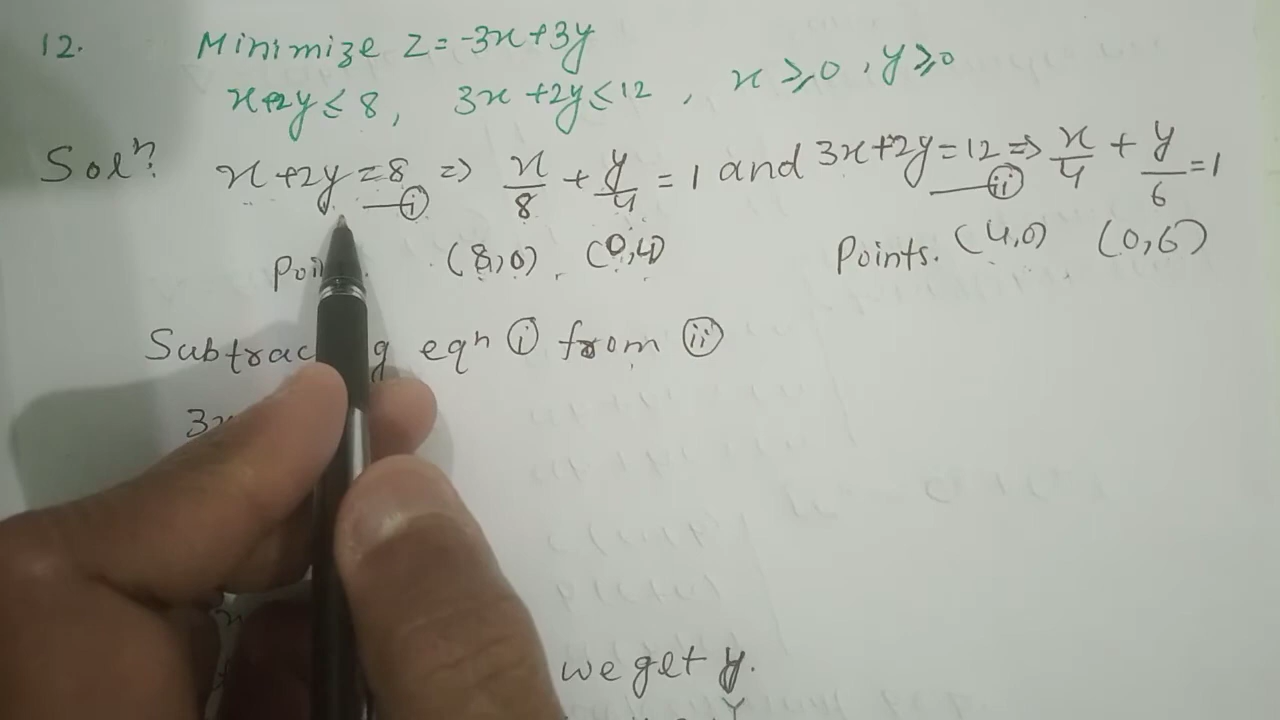 12. Minimize z = -3x+3y
x+2y ≤ 8, 3x+2y ≤ 12, x ≥ 0, y ≥ 0
Solⁿ: x+2y=8 ⇒ x/8 + y/4 = 1 and 3x+2y=12 ⇒ x/4 + y/6 = 1
—(i) —(ii)
(8,0), (0,4) Points. (4,0) (0,6)
eqⁿ (i) from (ii)
3x
we get y.